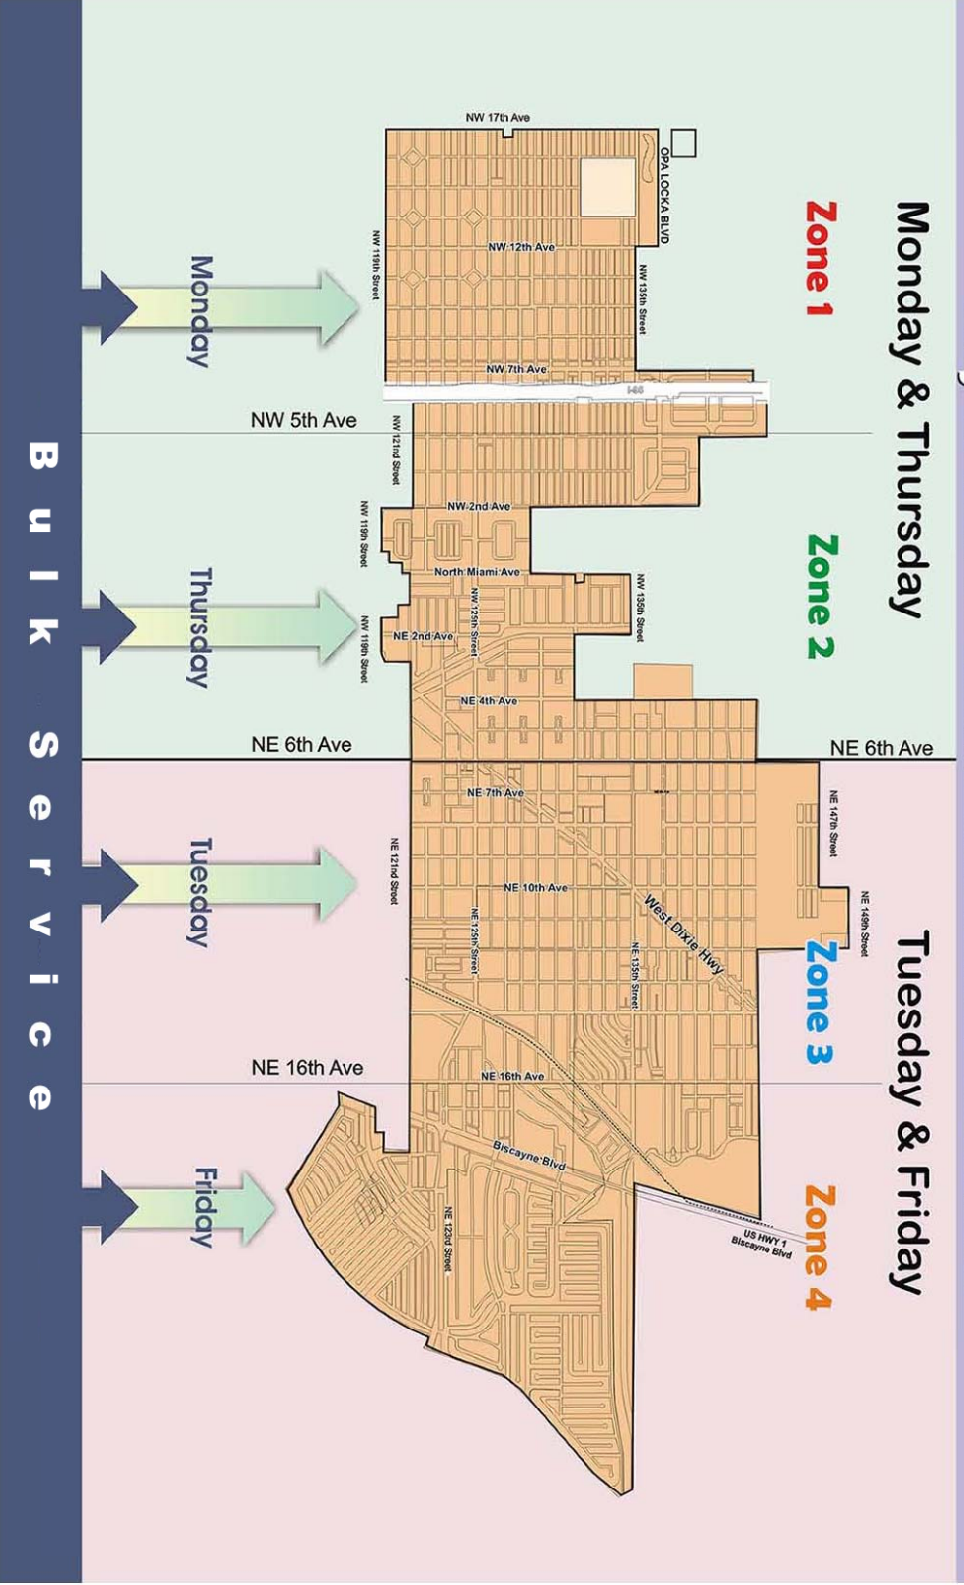 Monday & Thursday
Tuesday & Friday
Zone 1
Zone 2
Zone 3
Zone 4
NW 17th Ave
OPA LOCKA BLVD
NW 12th Ave
NW 119th Street
NW 135th Street
NW 7th Ave
I-95
NW 5th Ave
NW 121nd Street
NW 2nd Ave
NW 119th Street
North Miami Ave
NW 135th Street
NW 125th Street
NE 2nd Ave
NW 119th Street
NE 4th Ave
NE 6th Ave
NE 6th Ave
NE 7th Ave
NE 147th Street
NE 121nd Street
NE 10th Ave
NE 149th Street
West Dixie Hwy
NE 125th Street
NE 135th Street
NE 16th Ave
NE 16th Ave
Biscayne Blvd
NE 123rd Street
US HWY 1
Biscayne Blvd
Monday
Thursday
Tuesday
Friday
Bulk Service